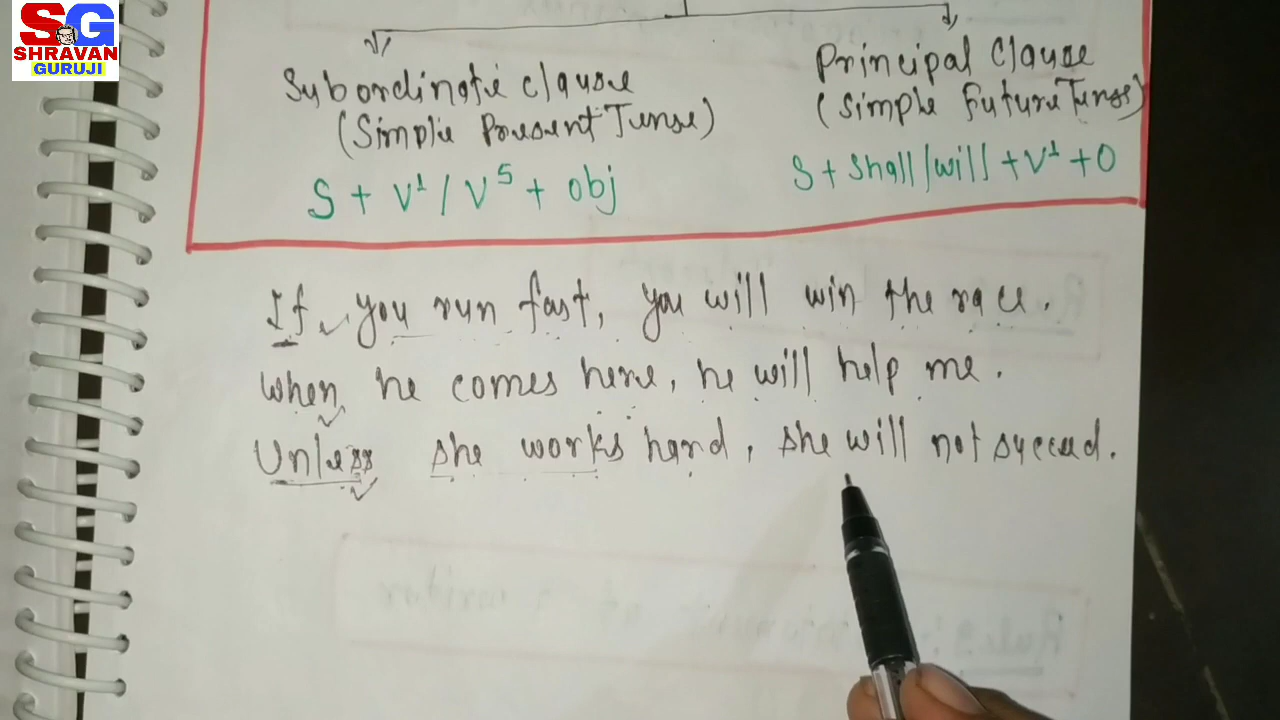 SG
SHRAVAN
GURUJI
Subordinate clause
(Simple Present Tense)
S + V¹ / V⁵ + obj
Principal Clause
(Simple Future Tense)
S + Shall/will + V¹ + O
If you run fast, you will win the race.
when he comes here, he will help me.
Unless she works hard, she will not succeed.